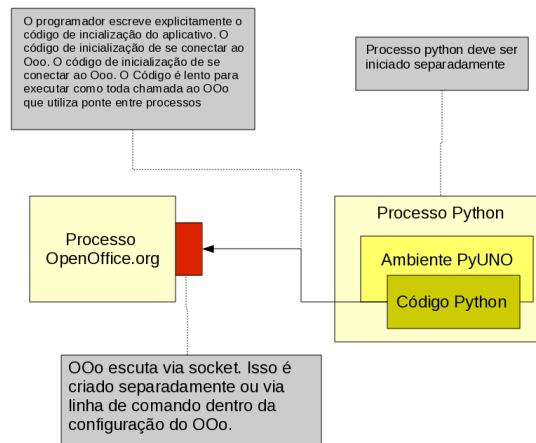 O programador escreve explicitamente o
código de incialização do aplicativo. O
código de inicialização de se conectar ao
Ooo. O código de inicialização de se
conectar ao Ooo. O Código é lento para
executar como toda chamada ao OOo
que utiliza ponte entre processos
Processo python deve ser
iniciado separadamente
Processo
OpenOffice.org
Processo Python
Ambiente PyUNO
Código Python
OOo escuta via socket. Isso é
criado separadamente ou via
linha de comando dentro da
configuração do OOo.